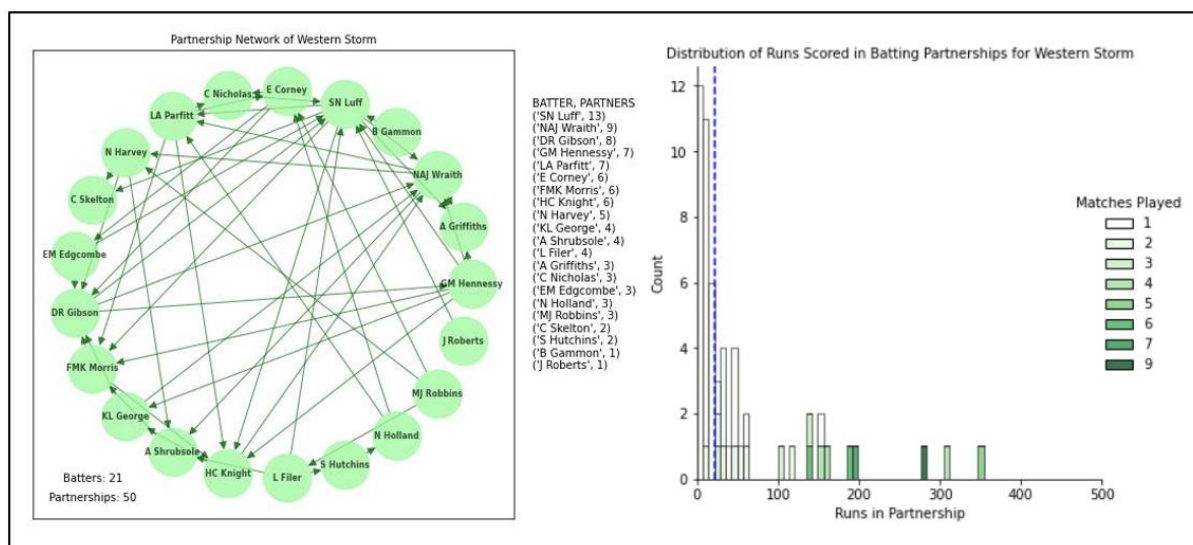 Partnership Network of Western Storm
C Nicholas
E Corney
SN Luff
LA Parfitt
B Gammon
N Harvey
NAJ Wraith
C Skelton
A Griffiths
EM Edgcombe
GM Hennessy
DR Gibson
J Roberts
FMK Morris
MJ Robbins
KL George
N Holland
A Shrubsole
S Hutchins
HC Knight
L Filer
Batters: 21
Partnerships: 50
BATTER, PARTNERS
('SN Luff', 13)
('NAJ Wraith', 9)
('DR Gibson', 8)
('GM Hennessy', 7)
('LA Parfitt', 7)
('E Corney', 6)
('FMK Morris', 6)
('HC Knight', 6)
('N Harvey', 5)
('KL George', 4)
('A Shrubsole', 4)
('L Filer', 4)
('A Griffiths', 3)
('C Nicholas', 3)
('EM Edgcombe', 3)
('N Holland', 3)
('MJ Robbins', 3)
('C Skelton', 2)
('S Hutchins', 2)
('B Gammon', 1)
('J Roberts', 1)
Distribution of Runs Scored in Batting Partnerships for Western Storm
12
10
8
6
4
2
0
Count
0 100 200 300 400 500
Runs in Partnership
Matches Played
1
2
3
4
5
6
7
9